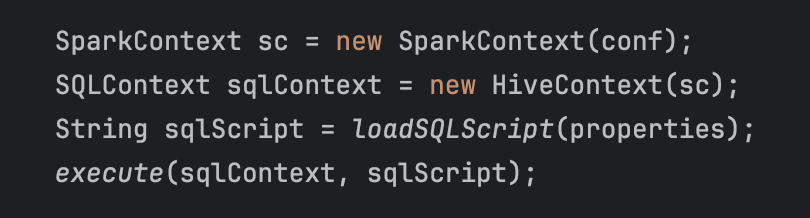 SparkContext sc = new SparkContext(conf);
SQLContext sqlContext = new HiveContext(sc);
String sqlScript = loadSQLScript(properties);
execute(sqlContext, sqlScript);